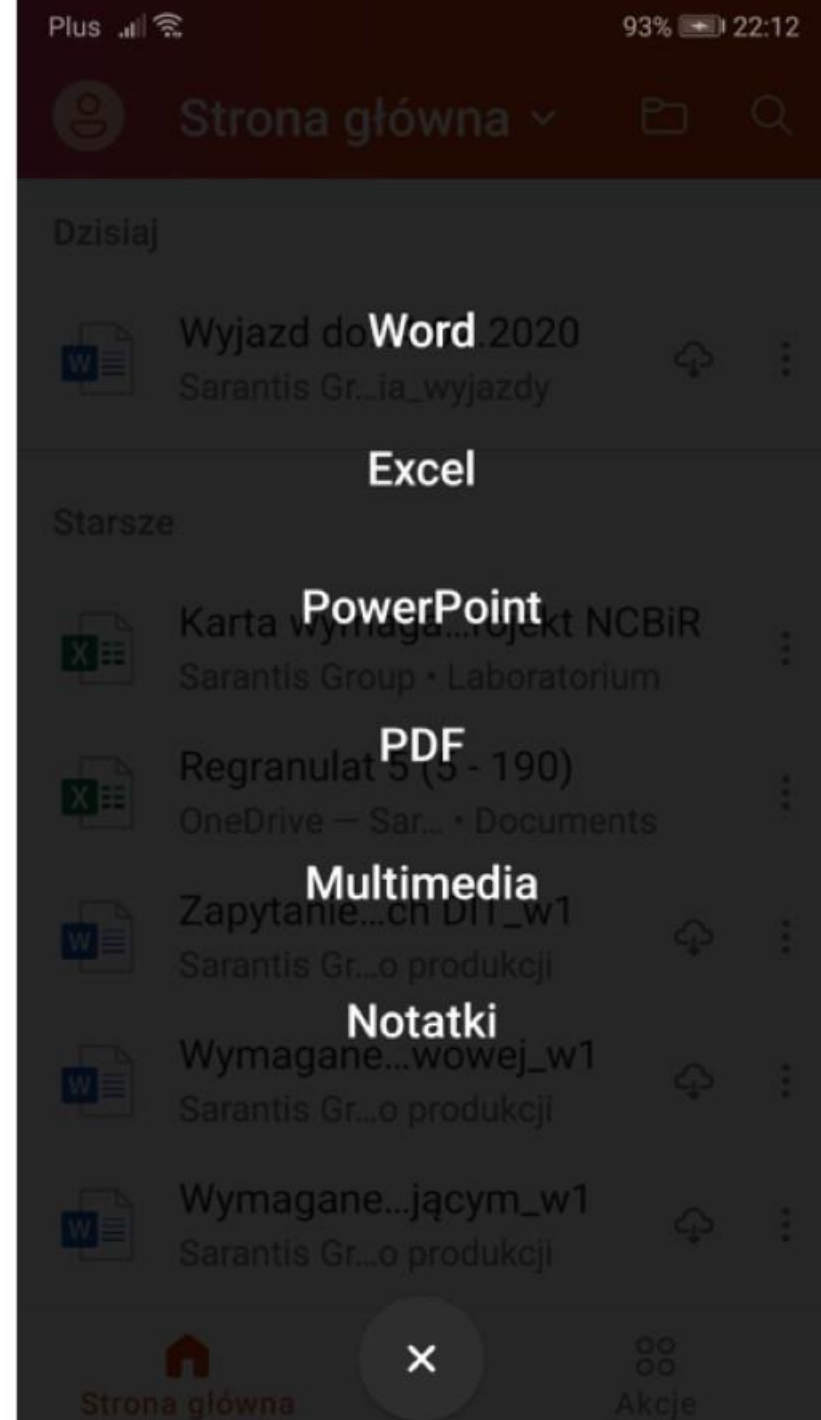 Plus
93% 22:12
Strona główna
Dzisiaj
Word
Wyjazd do .2020
Sarantis Gr...ia_wyjazdy
Excel
Starsze
PowerPoint
Karta NCBiR
Sarantis Group • Laboratorium
PDF
Regranulat 5 (5 - 190)
OneDrive — Sar... • Documents
Multimedia
Zapytanie...ch DIT_w1
Sarantis Gr...o produkcji
Notatki
Wymagane...wowej_w1
Sarantis Gr...o produkcji
Wymagane...jącym_w1
Sarantis Gr...o produkcji
Strona główna
Akcje